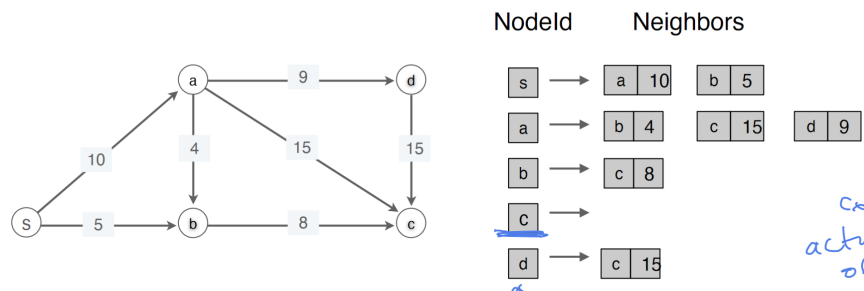 NodeId Neighbors
a 9 d
s → a 10 b 5
10 4 15 15
a → b 4 c 15 d 9
b → c 8
S 5 b 8 c
c →
d → c 15